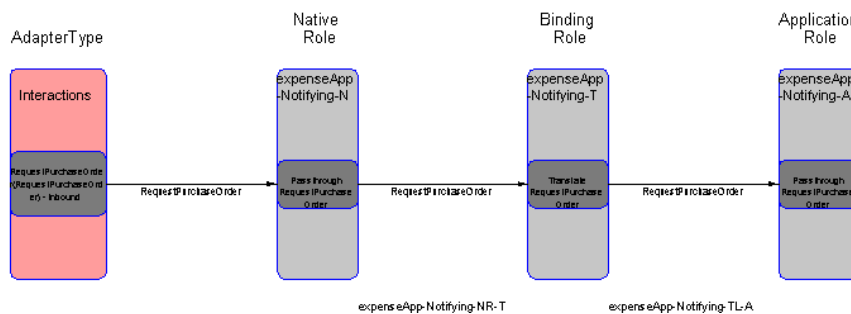 AdapterType
Native
Role
Binding
Role
Application
Role
Interactions
expenseApp
-Notifying-N
expenseApp
-Notifying-T
expenseApp
-Notifying-A
RequestPurchaseOrde
r(RequestPurchaseOrd
er) - Inbound
RequestPurchaseOrder
Pass through
RequestPurchase
Order
RequestPurchaseOrder
Translate
RequestPurchase
Order
RequestPurchaseOrder
Pass through
RequestPurchase
Order
expenseApp-Notifying-NR-T
expenseApp-Notifying-TL-A